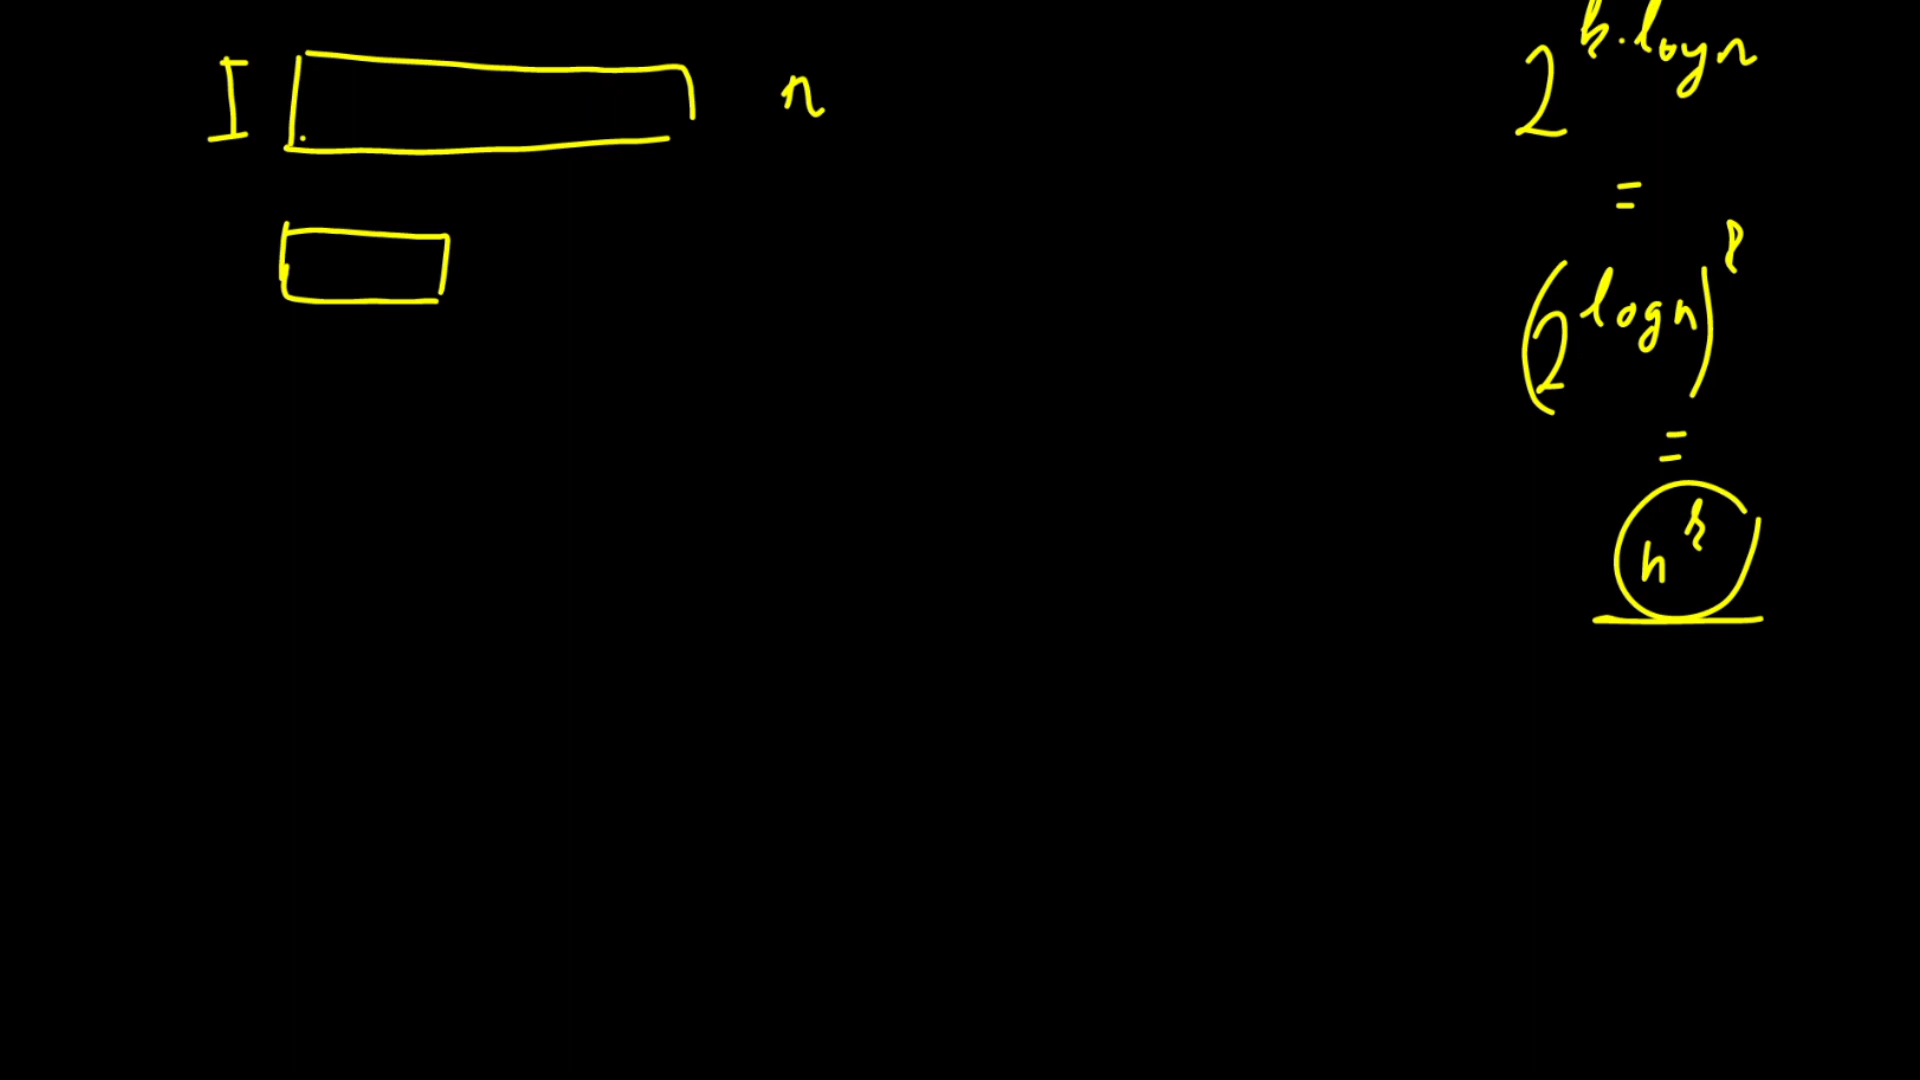 I n
2^{k·log n}
=
(2^{log n})^k
=
n^k